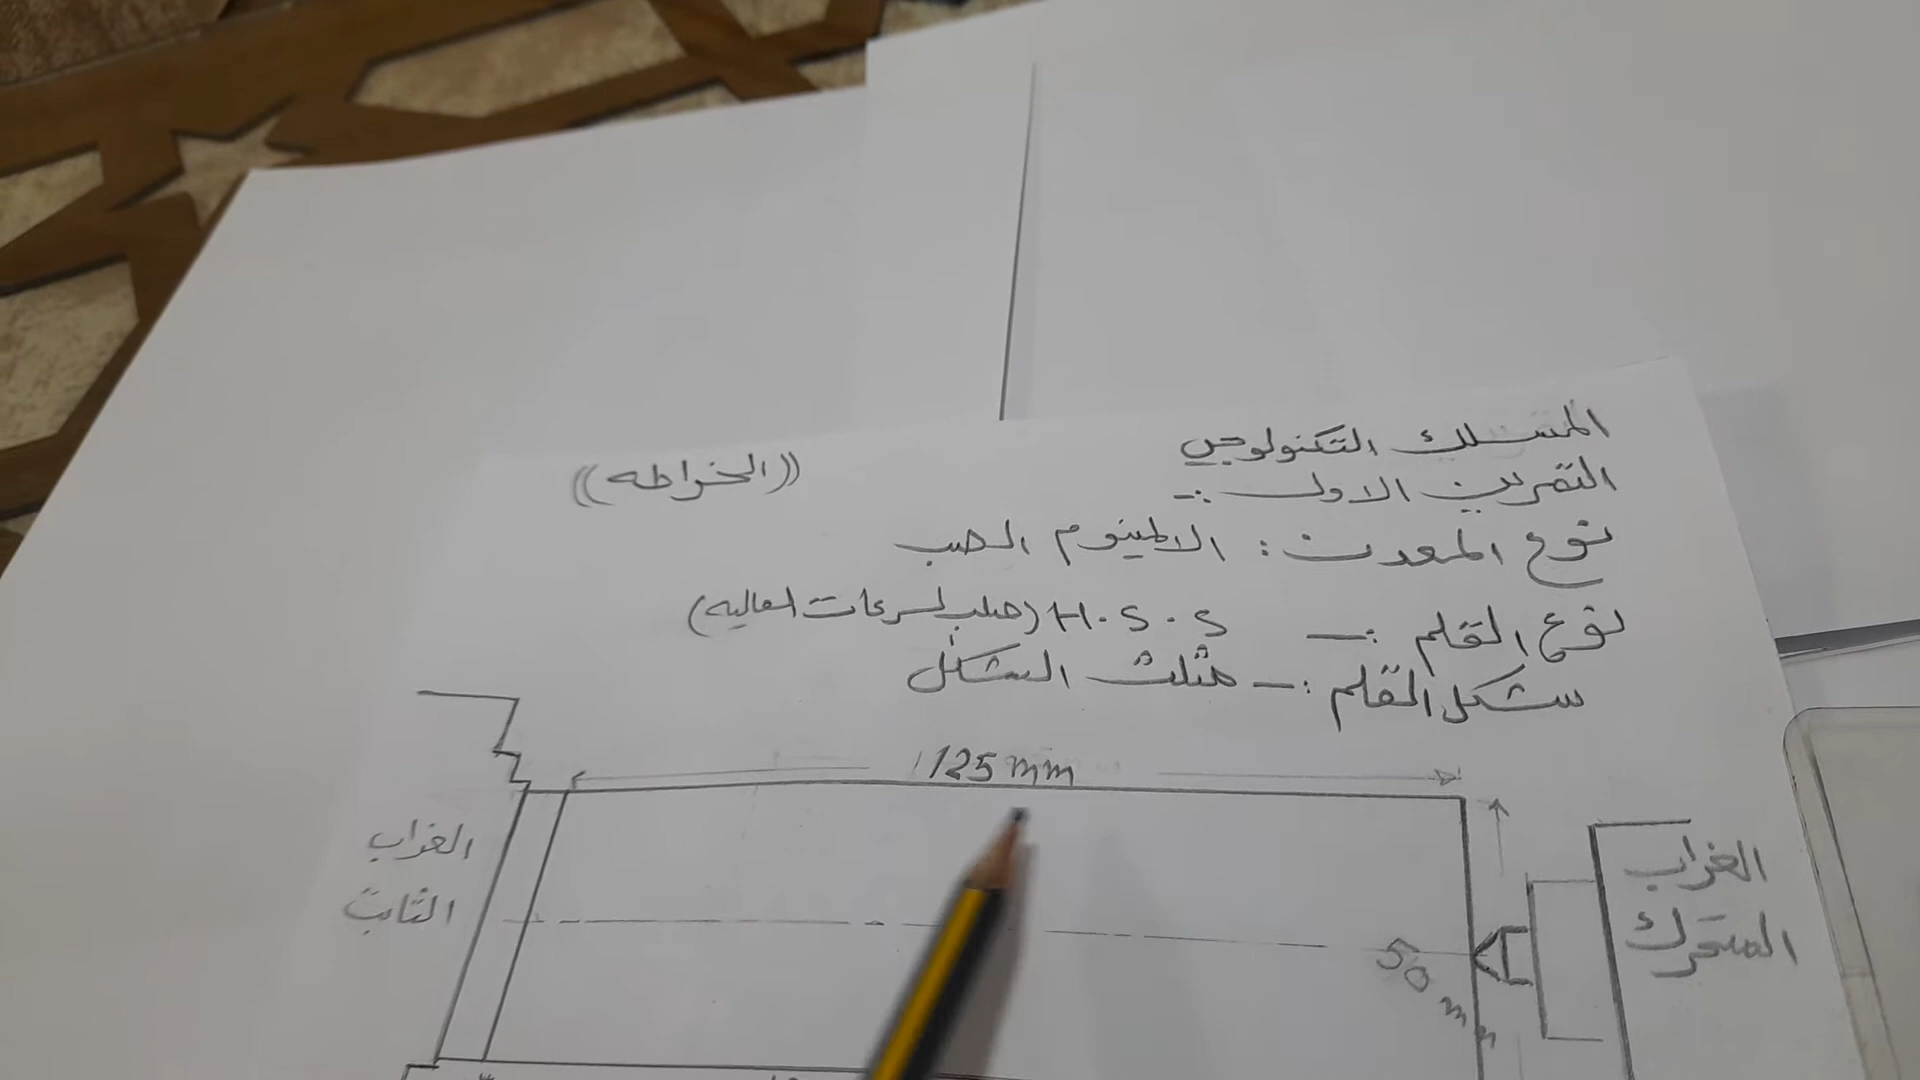 المسلك التكنولوجي
((الخراطه))
التمرين الاول :-
نوع المعدن : الالمنيوم الصب
نوع القلم :- H.S.S (صلب السرعات العاليه)
شكل القلم :- مثلث الشكل
125 mm
الغراب
الثابت
الغراب
المتحرك
50 mm